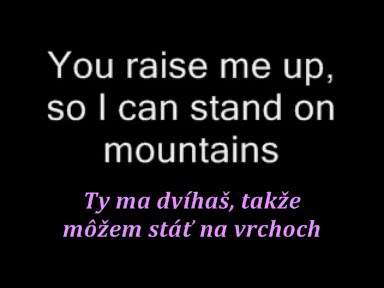 You raise me up,
so I can stand on
mountains
Ty ma dvíhaš, takže
môžem stáť na vrchoch